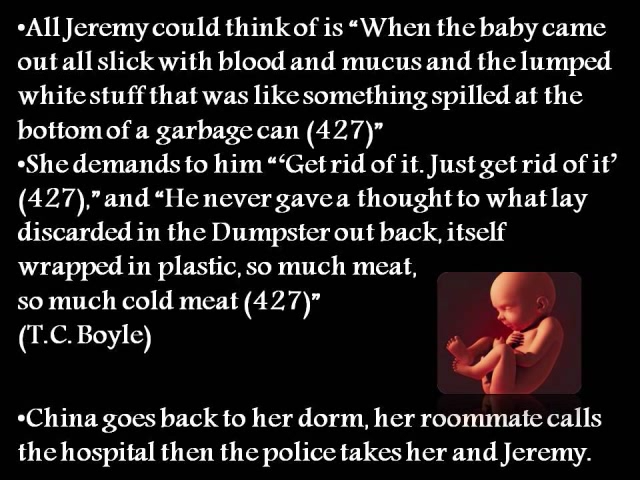 •All Jeremy could think of is “When the baby came
out all slick with blood and mucus and the lumped
white stuff that was like something spilled at the
bottom of a garbage can (427)”
•She demands to him “‘Get rid of it. Just get rid of it’
(427),” and “He never gave a thought to what lay
discarded in the Dumpster out back, itself
wrapped in plastic, so much meat,
so much cold meat (427)”
(T.C. Boyle)
•China goes back to her dorm, her roommate calls
the hospital then the police takes her and Jeremy.